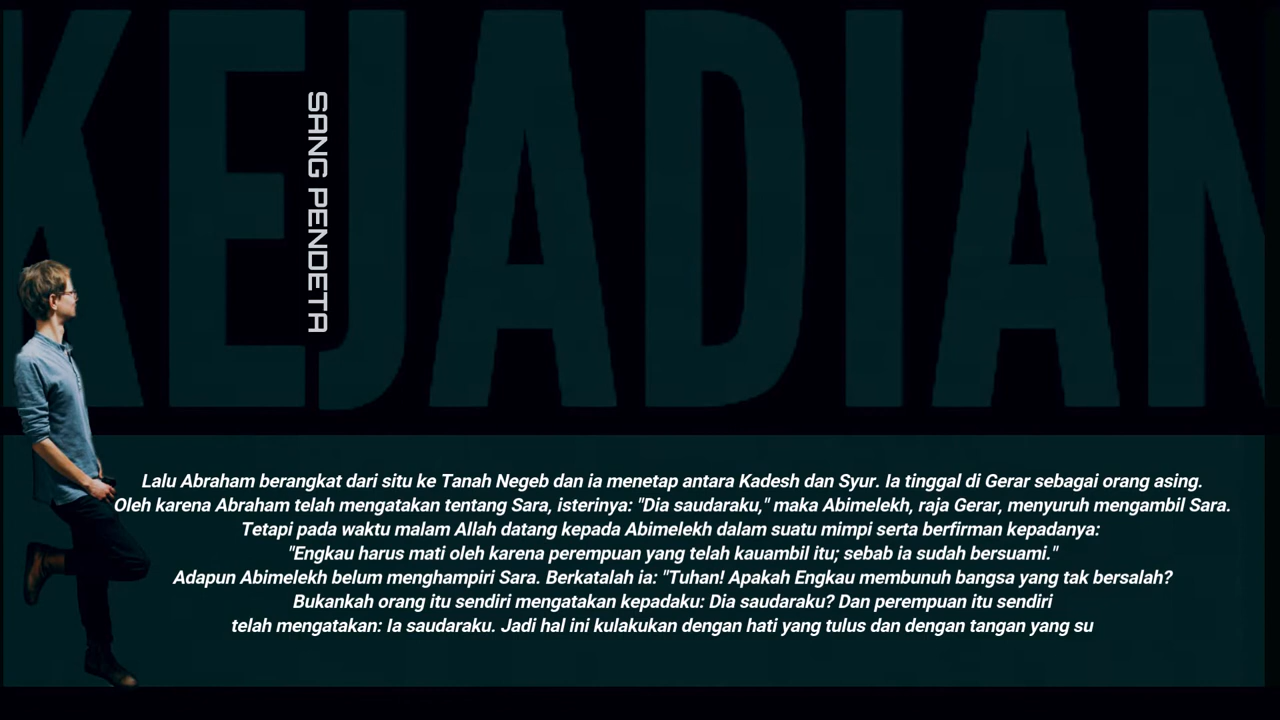 KEJADIAN
SANG PENDETA
Lalu Abraham berangkat dari situ ke Tanah Negeb dan ia menetap antara Kadesh dan Syur. Ia tinggal di Gerar sebagai orang asing.
Oleh karena Abraham telah mengatakan tentang Sara, isterinya: "Dia saudaraku," maka Abimelekh, raja Gerar, menyuruh mengambil Sara.
Tetapi pada waktu malam Allah datang kepada Abimelekh dalam suatu mimpi serta berfirman kepadanya:
"Engkau harus mati oleh karena perempuan yang telah kauambil itu; sebab ia sudah bersuami."
Adapun Abimelekh belum menghampiri Sara. Berkatalah ia: "Tuhan! Apakah Engkau membunuh bangsa yang tak bersalah?
Bukankah orang itu sendiri mengatakan kepadaku: Dia saudaraku? Dan perempuan itu sendiri
telah mengatakan: Ia saudaraku. Jadi hal ini kulakukan dengan hati yang tulus dan dengan tangan yang su